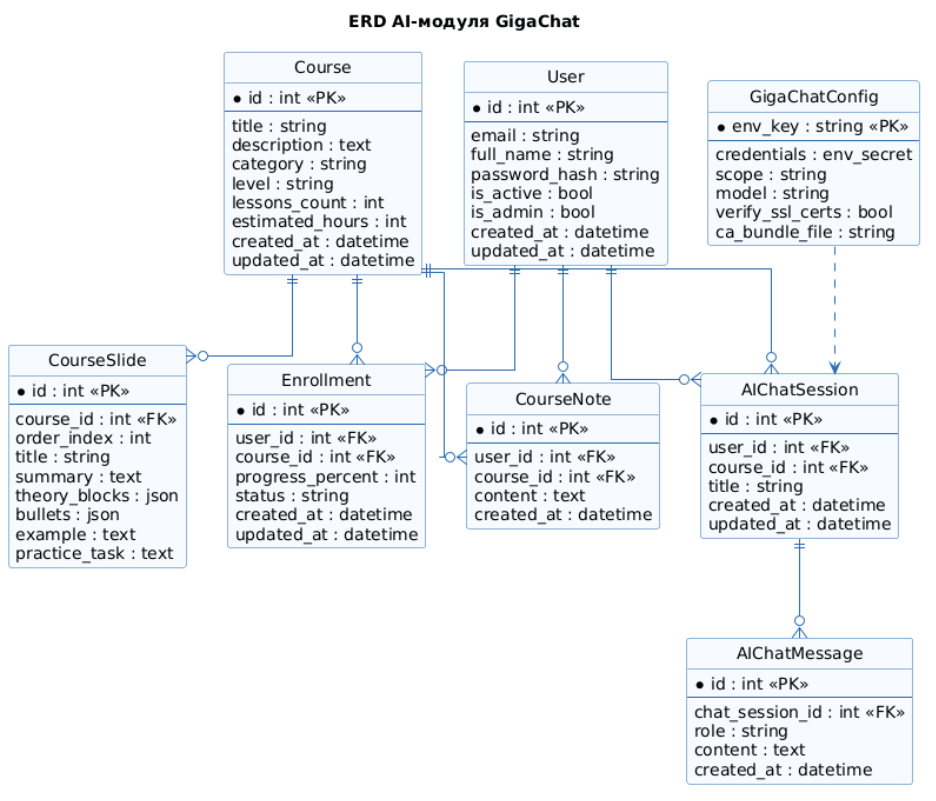 ERD AI-модуля GigaChat
Course
id : int «PK»
title : string
description : text
category : string
level : string
lessons_count : int
estimated_hours : int
created_at : datetime
updated_at : datetime
User
id : int «PK»
email : string
full_name : string
password_hash : string
is_active : bool
is_admin : bool
created_at : datetime
updated_at : datetime
GigaChatConfig
env_key : string «PK»
credentials : env_secret
scope : string
model : string
verify_ssl_certs : bool
ca_bundle_file : string
CourseSlide
id : int «PK»
course_id : int «FK»
order_index : int
title : string
summary : text
theory_blocks : json
bullets : json
example : text
practice_task : text
Enrollment
id : int «PK»
user_id : int «FK»
course_id : int «FK»
progress_percent : int
status : string
created_at : datetime
updated_at : datetime
CourseNote
id : int «PK»
user_id : int «FK»
course_id : int «FK»
content : text
created_at : datetime
AIChatSession
id : int «PK»
user_id : int «FK»
course_id : int «FK»
title : string
created_at : datetime
updated_at : datetime
AIChatMessage
id : int «PK»
chat_session_id : int «FK»
role : string
content : text
created_at : datetime